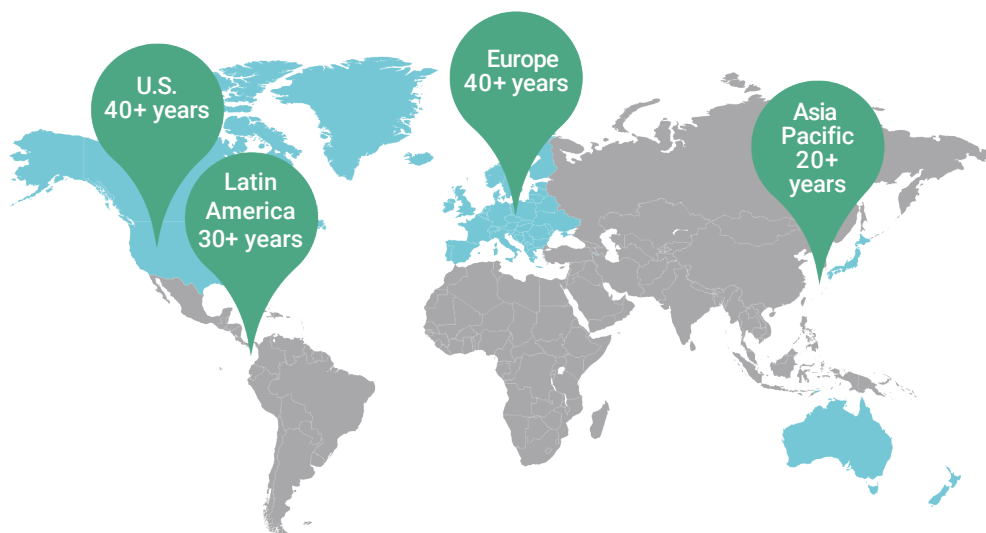 U.S.
40+ years
Latin
America
30+ years
Europe
40+ years
Asia
Pacific
20+
years